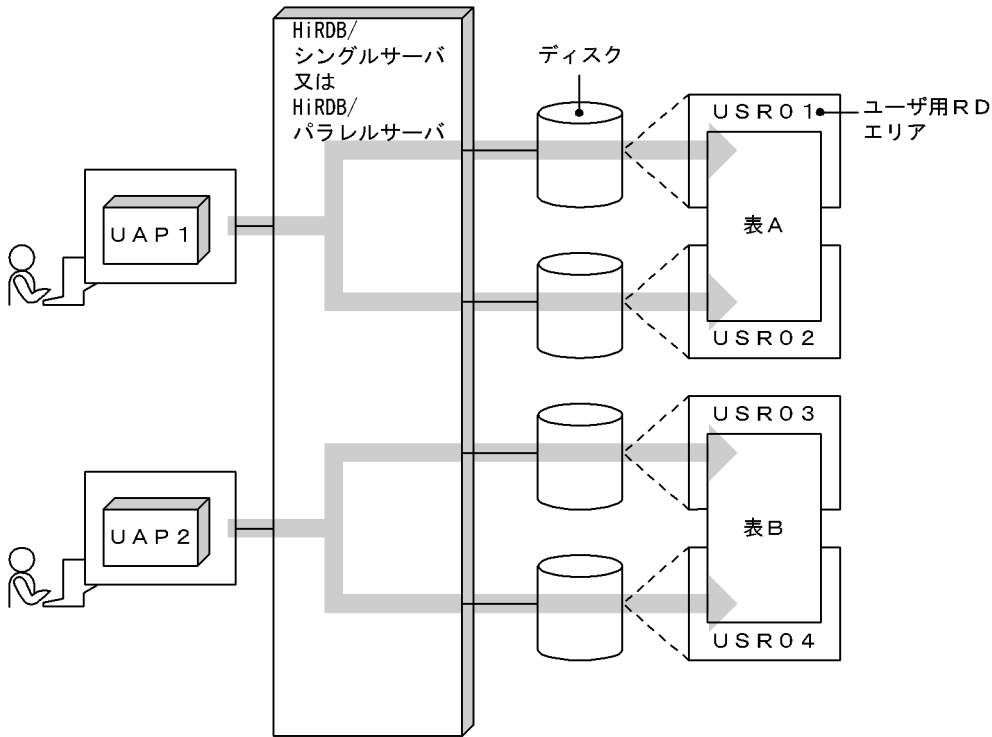 HiRDB/
シングルサーバ
又は
HiRDB/
パラレルサーバ
ディスク
USR01
ユーザ用RD
エリア
UAP1
表A
USR02
USR03
UAP2
表B
USR04